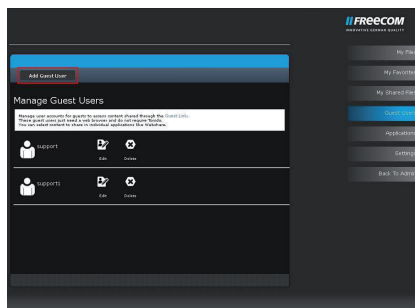 FREECOM
INNOVATIVE GERMAN QUALITY
Add Guest User
My Files
My Favorites
My Shared Files
Guest Users
Applications
Settings
Back To Admin
Manage Guest Users
Manage user accounts for guests to access content shared through the Guest Links.
These guest users just need a web browser and do not require Tonido.
You can select content to share in individual applications like Webshare.
support
Edit
Delete
support1
Edit
Delete